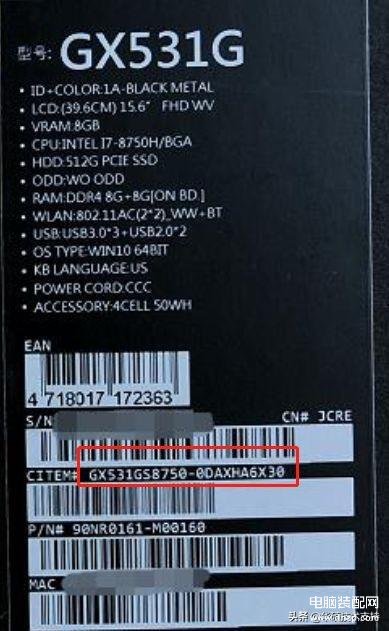 型号: GX531G
• ID+COLOR:1A-BLACK METAL
• LCD:(39.6CM) 15.6" FHD WV
• VRAM:8GB
• CPU:INTEL I7-8750H/BGA
• HDD:512G PCIE SSD
• ODD:WO ODD
• RAM:DDR4 8G+8G[ON BD.]
• WLAN:802.11AC(2*2)_WW+BT
• USB:USB3.0*3+USB2.0*2
• OS TYPE:WIN10 64BIT
• KB LANGUAGE:US
• POWER CORD:CCC
• ACCESSORY:4CELL 50WH
EAN
4 718017 172363
S/N CN# JCRE
CITEM# GX531GS8750-0DAXHA6X30
P/N# 90NR0161-M00160
MAC
电脑装配网
头条